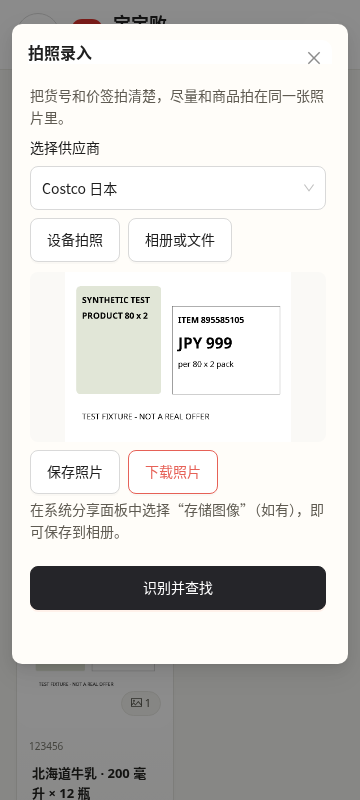 宝宝败
拍照录入
把货号和价签拍清楚，尽量和商品拍在同一张照
片里。
选择供应商
Costco 日本
设备拍照
相册或文件
SYNTHETIC TEST
PRODUCT 80 x 2
ITEM 895585105
JPY 999
per 80 x 2 pack
TEST FIXTURE - NOT A REAL OFFER
保存照片
下载照片
在系统分享面板中选择“存储图像”（如有），即
可保存到相册。
识别并查找
TEST FIXTURE - NOT A REAL OFFER
1
123456
北海道牛乳 · 200 毫
升 × 12 瓶